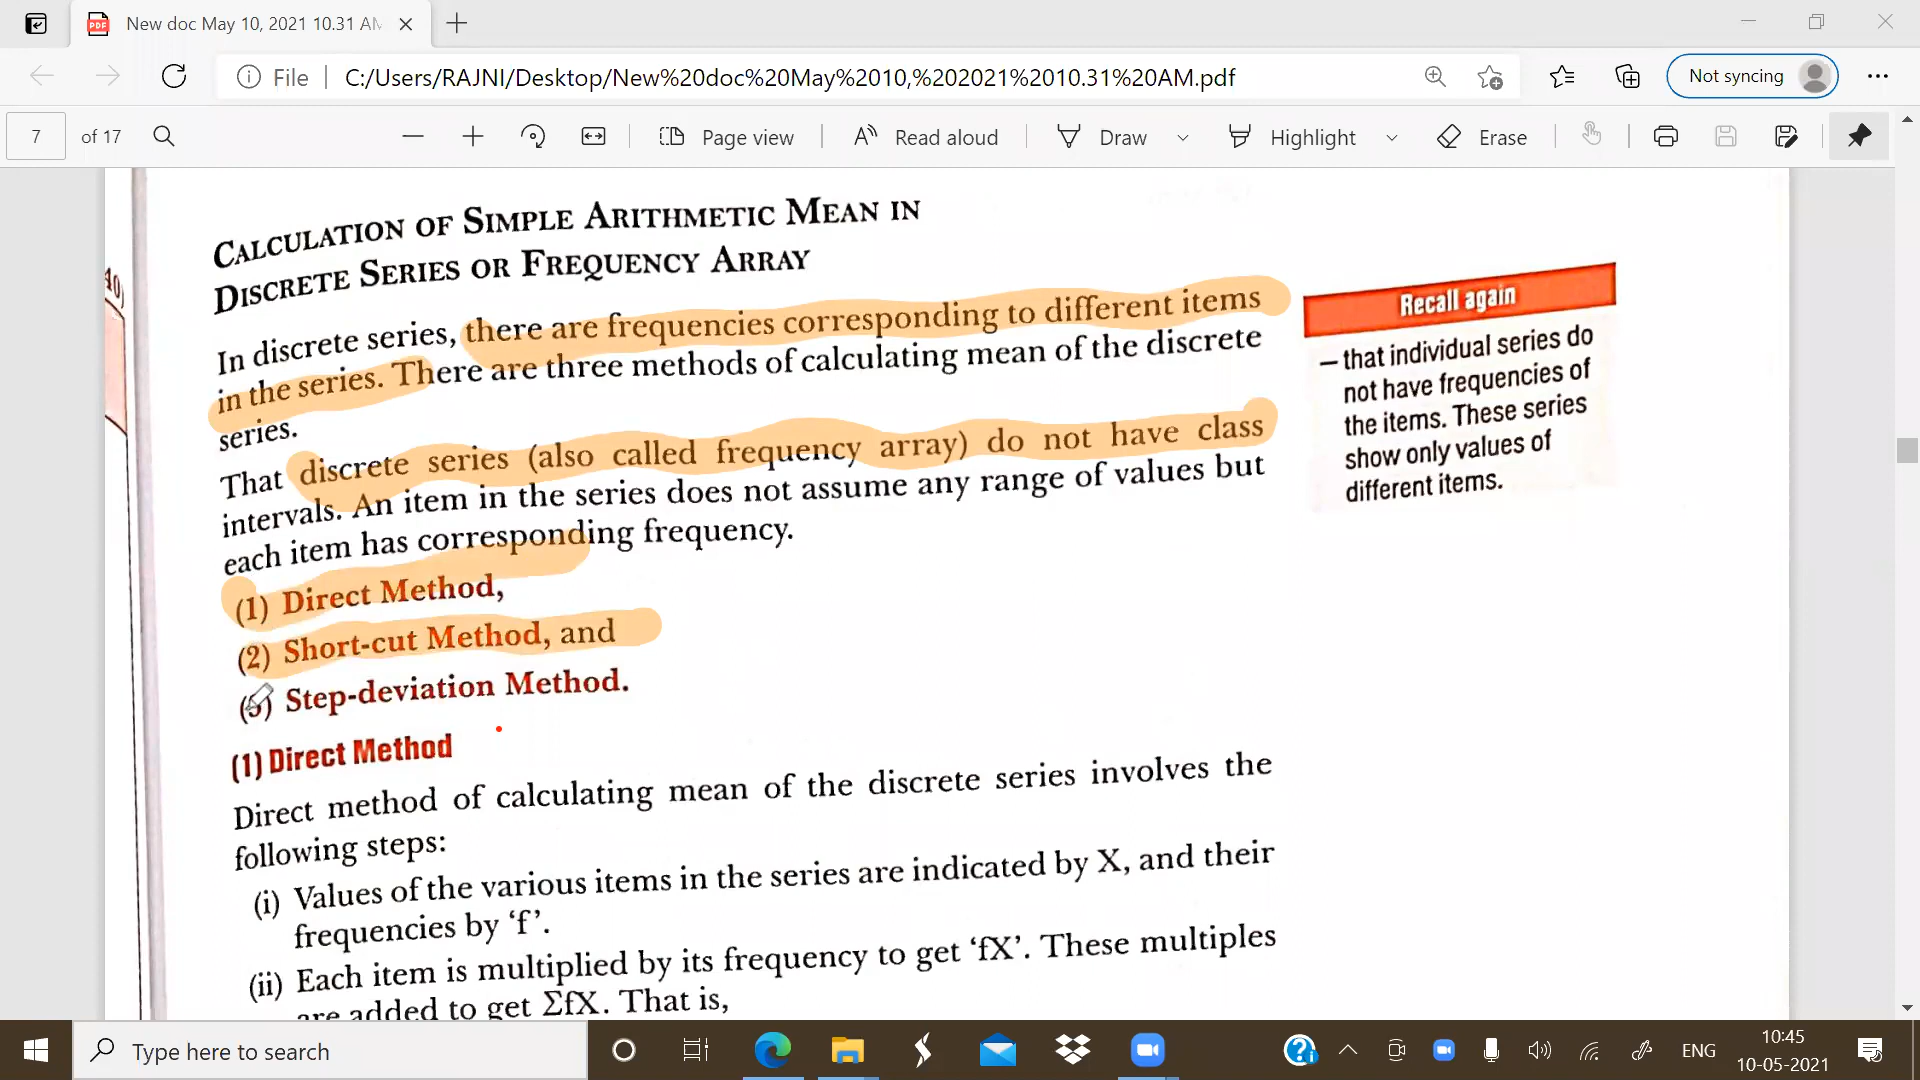 New doc May 10, 2021 10.31 AM
File
C:/Users/RAJNI/Desktop/New%20doc%20May%2010,%202021%2010.31%20AM.pdf
Not syncing
7 of 17
Page view
Read aloud
Draw
Highlight
Erase
CALCULATION OF SIMPLE ARITHMETIC MEAN IN
DISCRETE SERIES OR FREQUENCY ARRAY
In discrete series, there are frequencies corresponding to different items
in the series. There are three methods of calculating mean of the discrete
series.
That discrete series (also called frequency array) do not have class
intervals. An item in the series does not assume any range of values but
each item has corresponding frequency.
(1) Direct Method,
(2) Short-cut Method, and
(3) Step-deviation Method.
(1) Direct Method
Direct method of calculating mean of the discrete series involves the
following steps:
(i) Values of the various items in the series are indicated by X, and their
frequencies by ‘f’.
(ii) Each item is multiplied by its frequency to get ‘fX’. These multiples
are added to get ΣfX. That is,
Recall again
– that individual series do
not have frequencies of
the items. These series
show only values of
different items.
Type here to search
ENG
10:45
10-05-2021